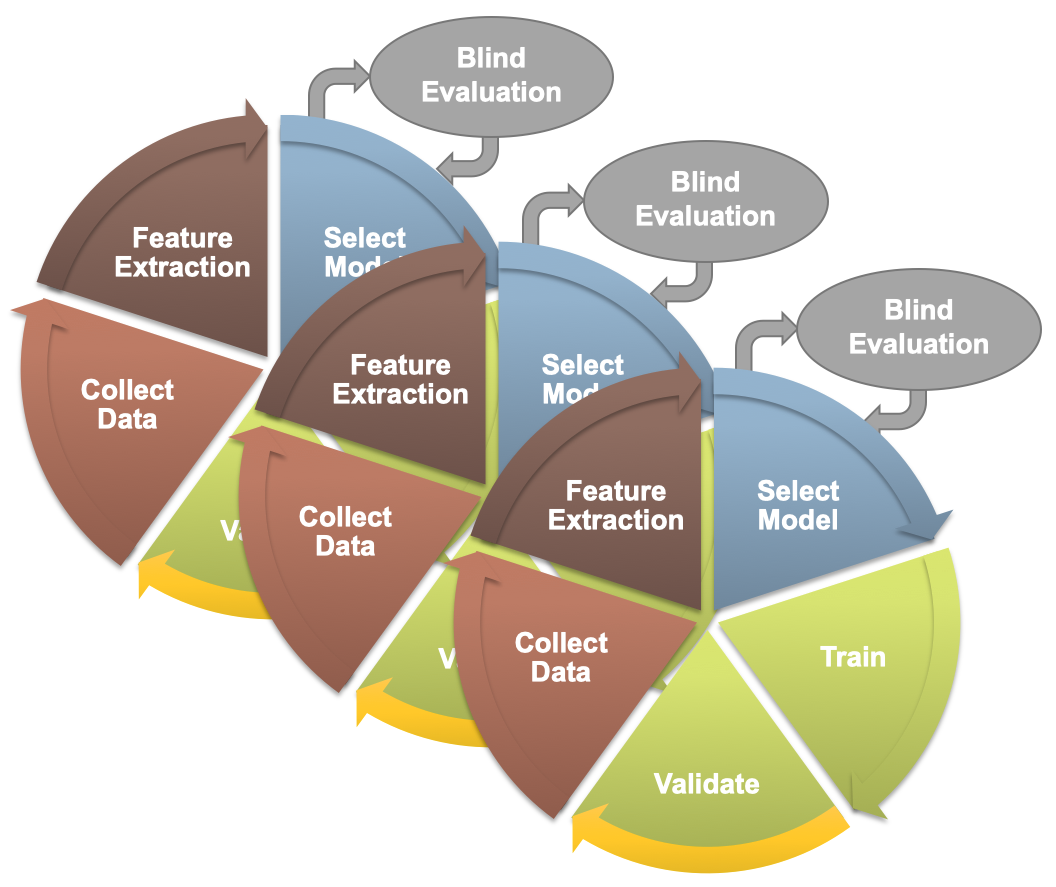 Blind
Evaluation
Feature
Extraction
Select
Collect
Data
Blind
Evaluation
Feature
Extraction
Select
Collect
Data
Blind
Evaluation
Feature
Extraction
Select
Model
Collect
Data
Train
Validate